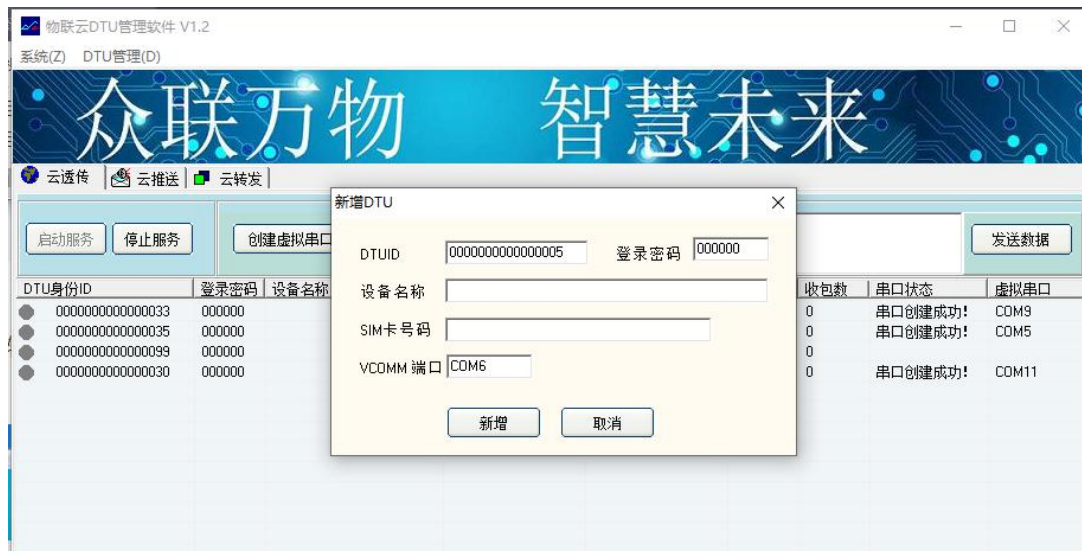 物联云DTU管理软件 V1.2
系统(Z) DTU管理(D)
众联万物 智慧未来
云透传 云推送 云转发
新增DTU
启动服务 停止服务 创建虚拟串口 发送数据
DTUID 0000000000000005 登录密码 000000
设备名称
SIM卡号码
VCOMM 端口 COM6
新增 取消
DTU身份ID 登录密码 设备名称 收包数 串口状态 虚拟串口
0000000000000033 000000 0 串口创建成功! COM9
0000000000000035 000000 0 串口创建成功! COM5
0000000000000099 000000 0
0000000000000030 000000 0 串口创建成功! COM11